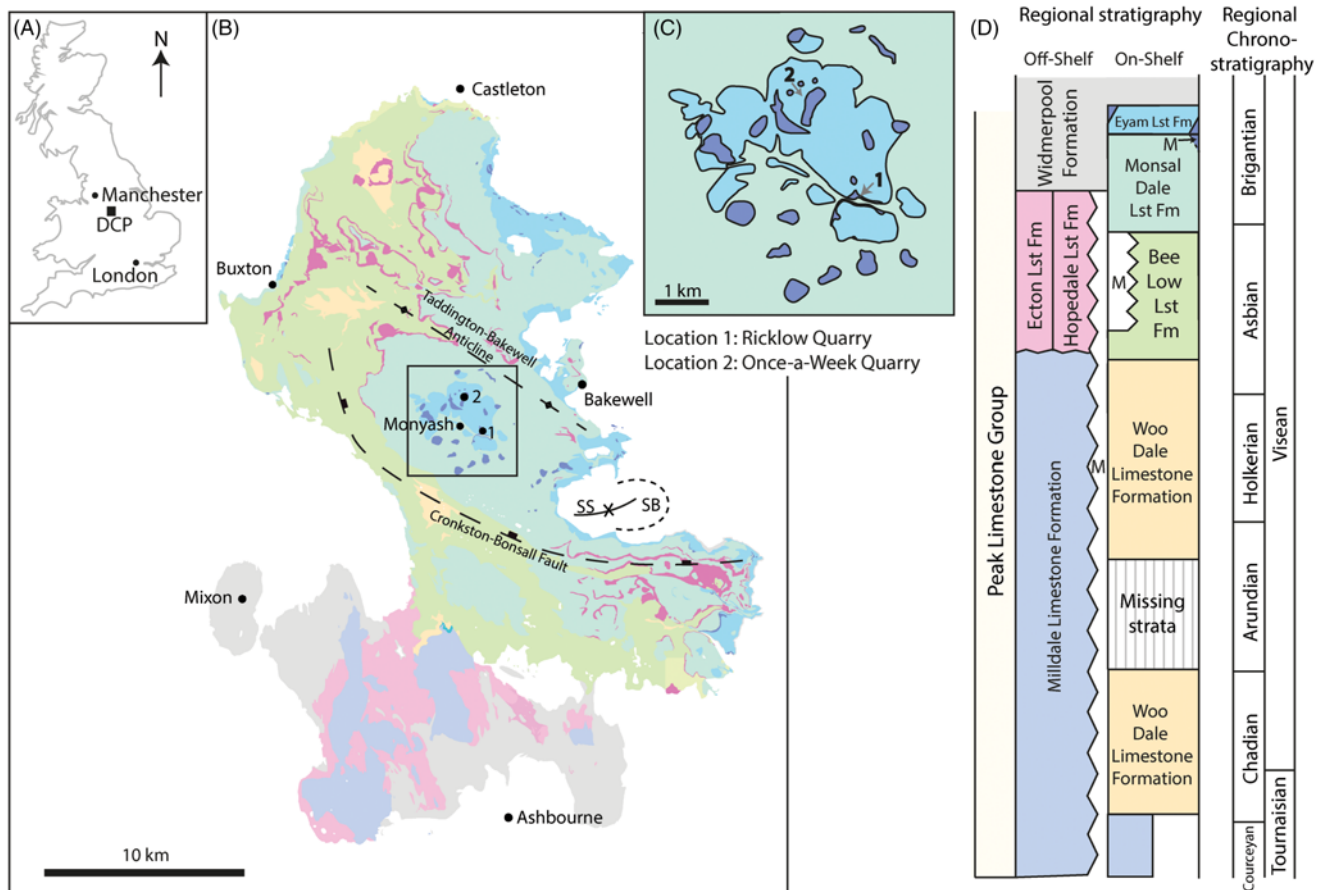 (A)
N
Manchester
DCP
London
(B)
Castleton
Buxton
Taddington-Bakewell
Anticline
Bakewell
2
Monyash
1
SS
SB
X
Cronkston-Bonsall Fault
Mixon
Ashbourne
10 km
(C)
2
1
1 km
Location 1: Ricklow Quarry
Location 2: Once-a-Week Quarry
(D)
Regional stratigraphy
Off-Shelf
On-Shelf
Regional
Chrono-
stratigraphy
Peak Limestone Group
Widmerpool
Formation
Ecton Lst Fm
Hopedale Lst Fm
Milldale Limestone Formation
M
Eyam Lst Fm
M
Monsal
Dale
Lst Fm
M
Bee
Low
Lst
Fm
Woo
Dale
Limestone
Formation
Missing
strata
Woo
Dale
Limestone
Formation
Brigantian
Asbian
Holkerian
Arundian
Chadian
Courceyan
Visean
Tournaisian